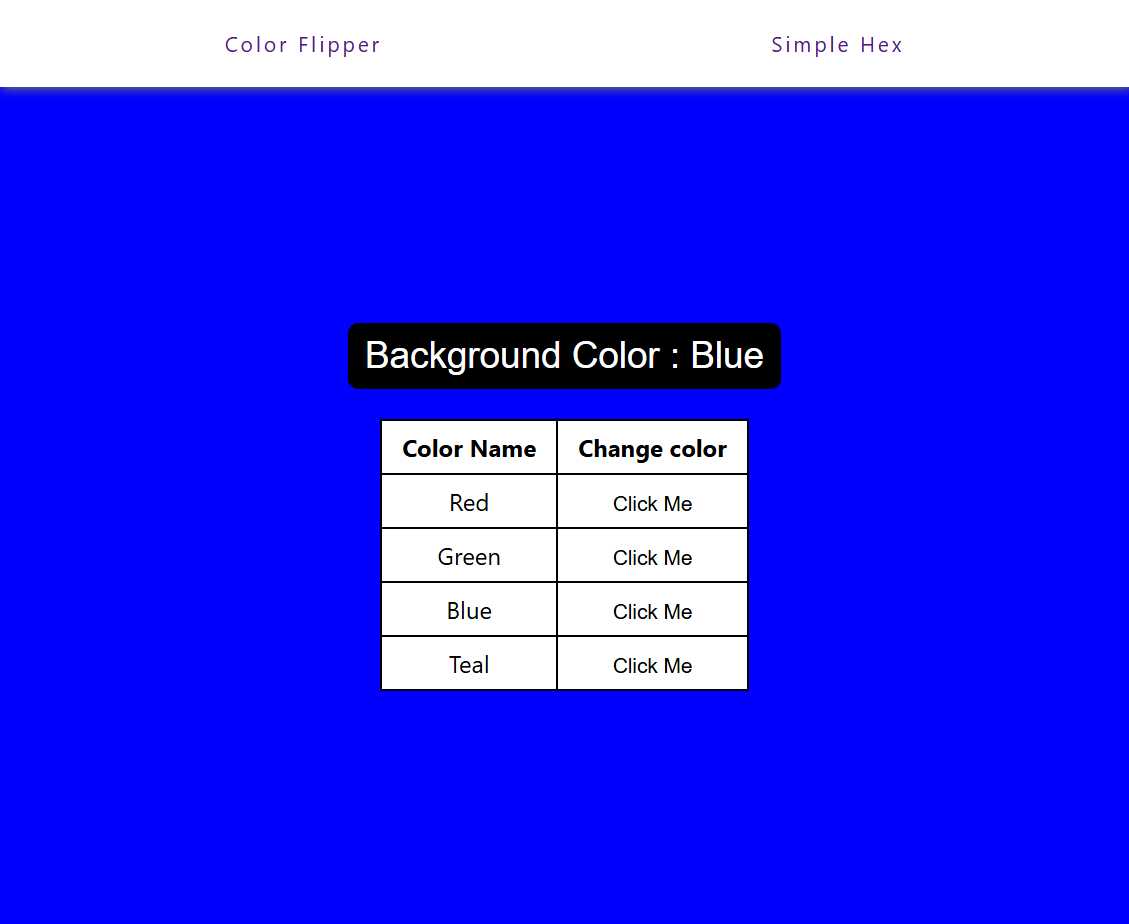 Color Flipper Simple Hex
Background Color : Blue
Color Name Change color
Red Click Me
Green Click Me
Blue Click Me
Teal Click Me